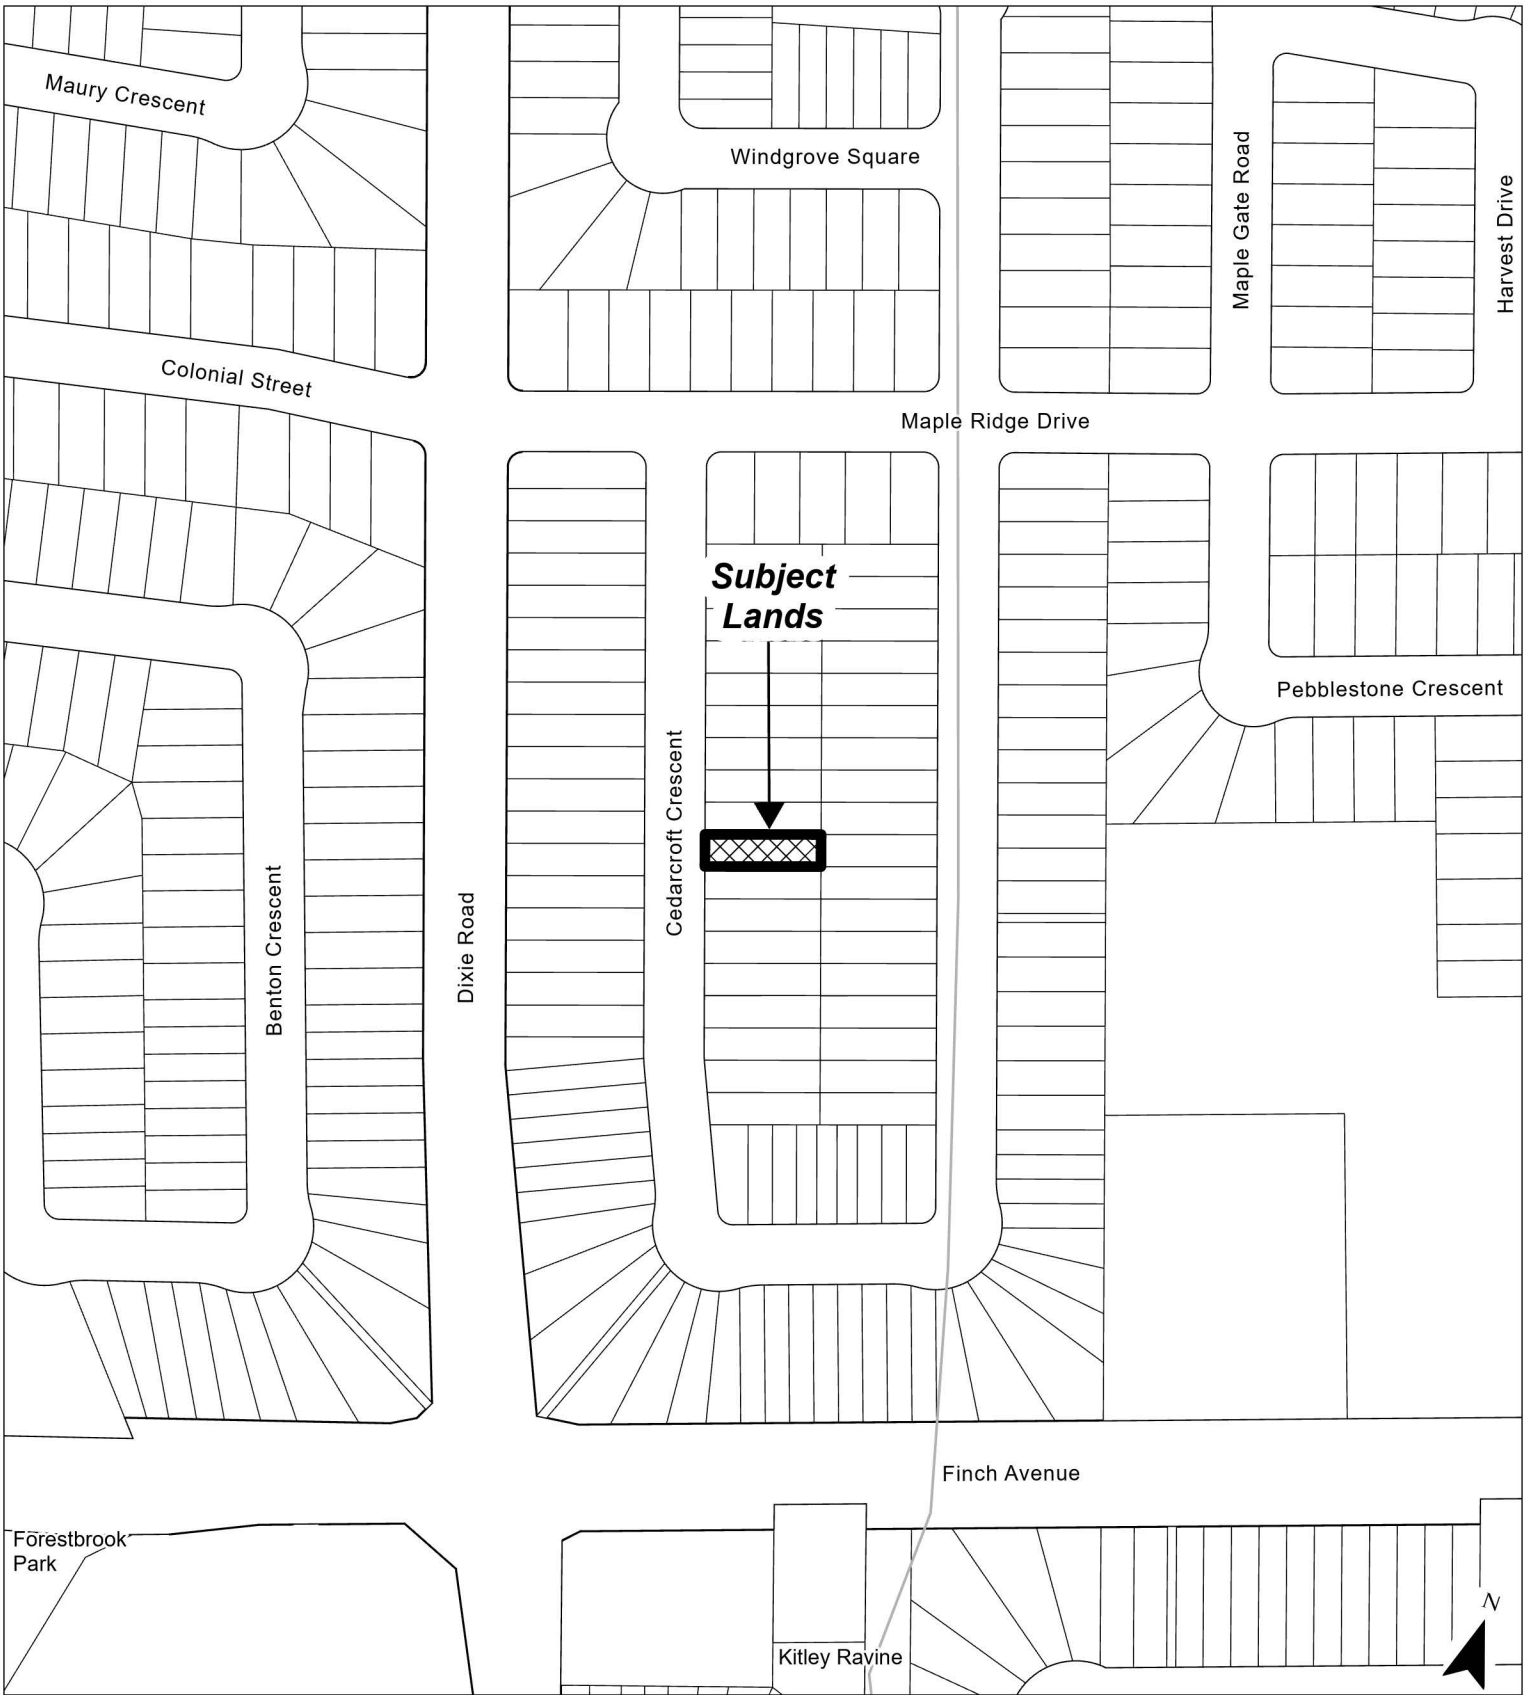 Maury Crescent
Windgrove Square
Maple Gate Road
Harvest Drive
Colonial Street
Maple Ridge Drive
Subject
Lands
Pebblestone Crescent
Cedarcroft Crescent
Benton Crescent
Dixie Road
Finch Avenue
Forestbrook
Park
N
Kitley Ravine